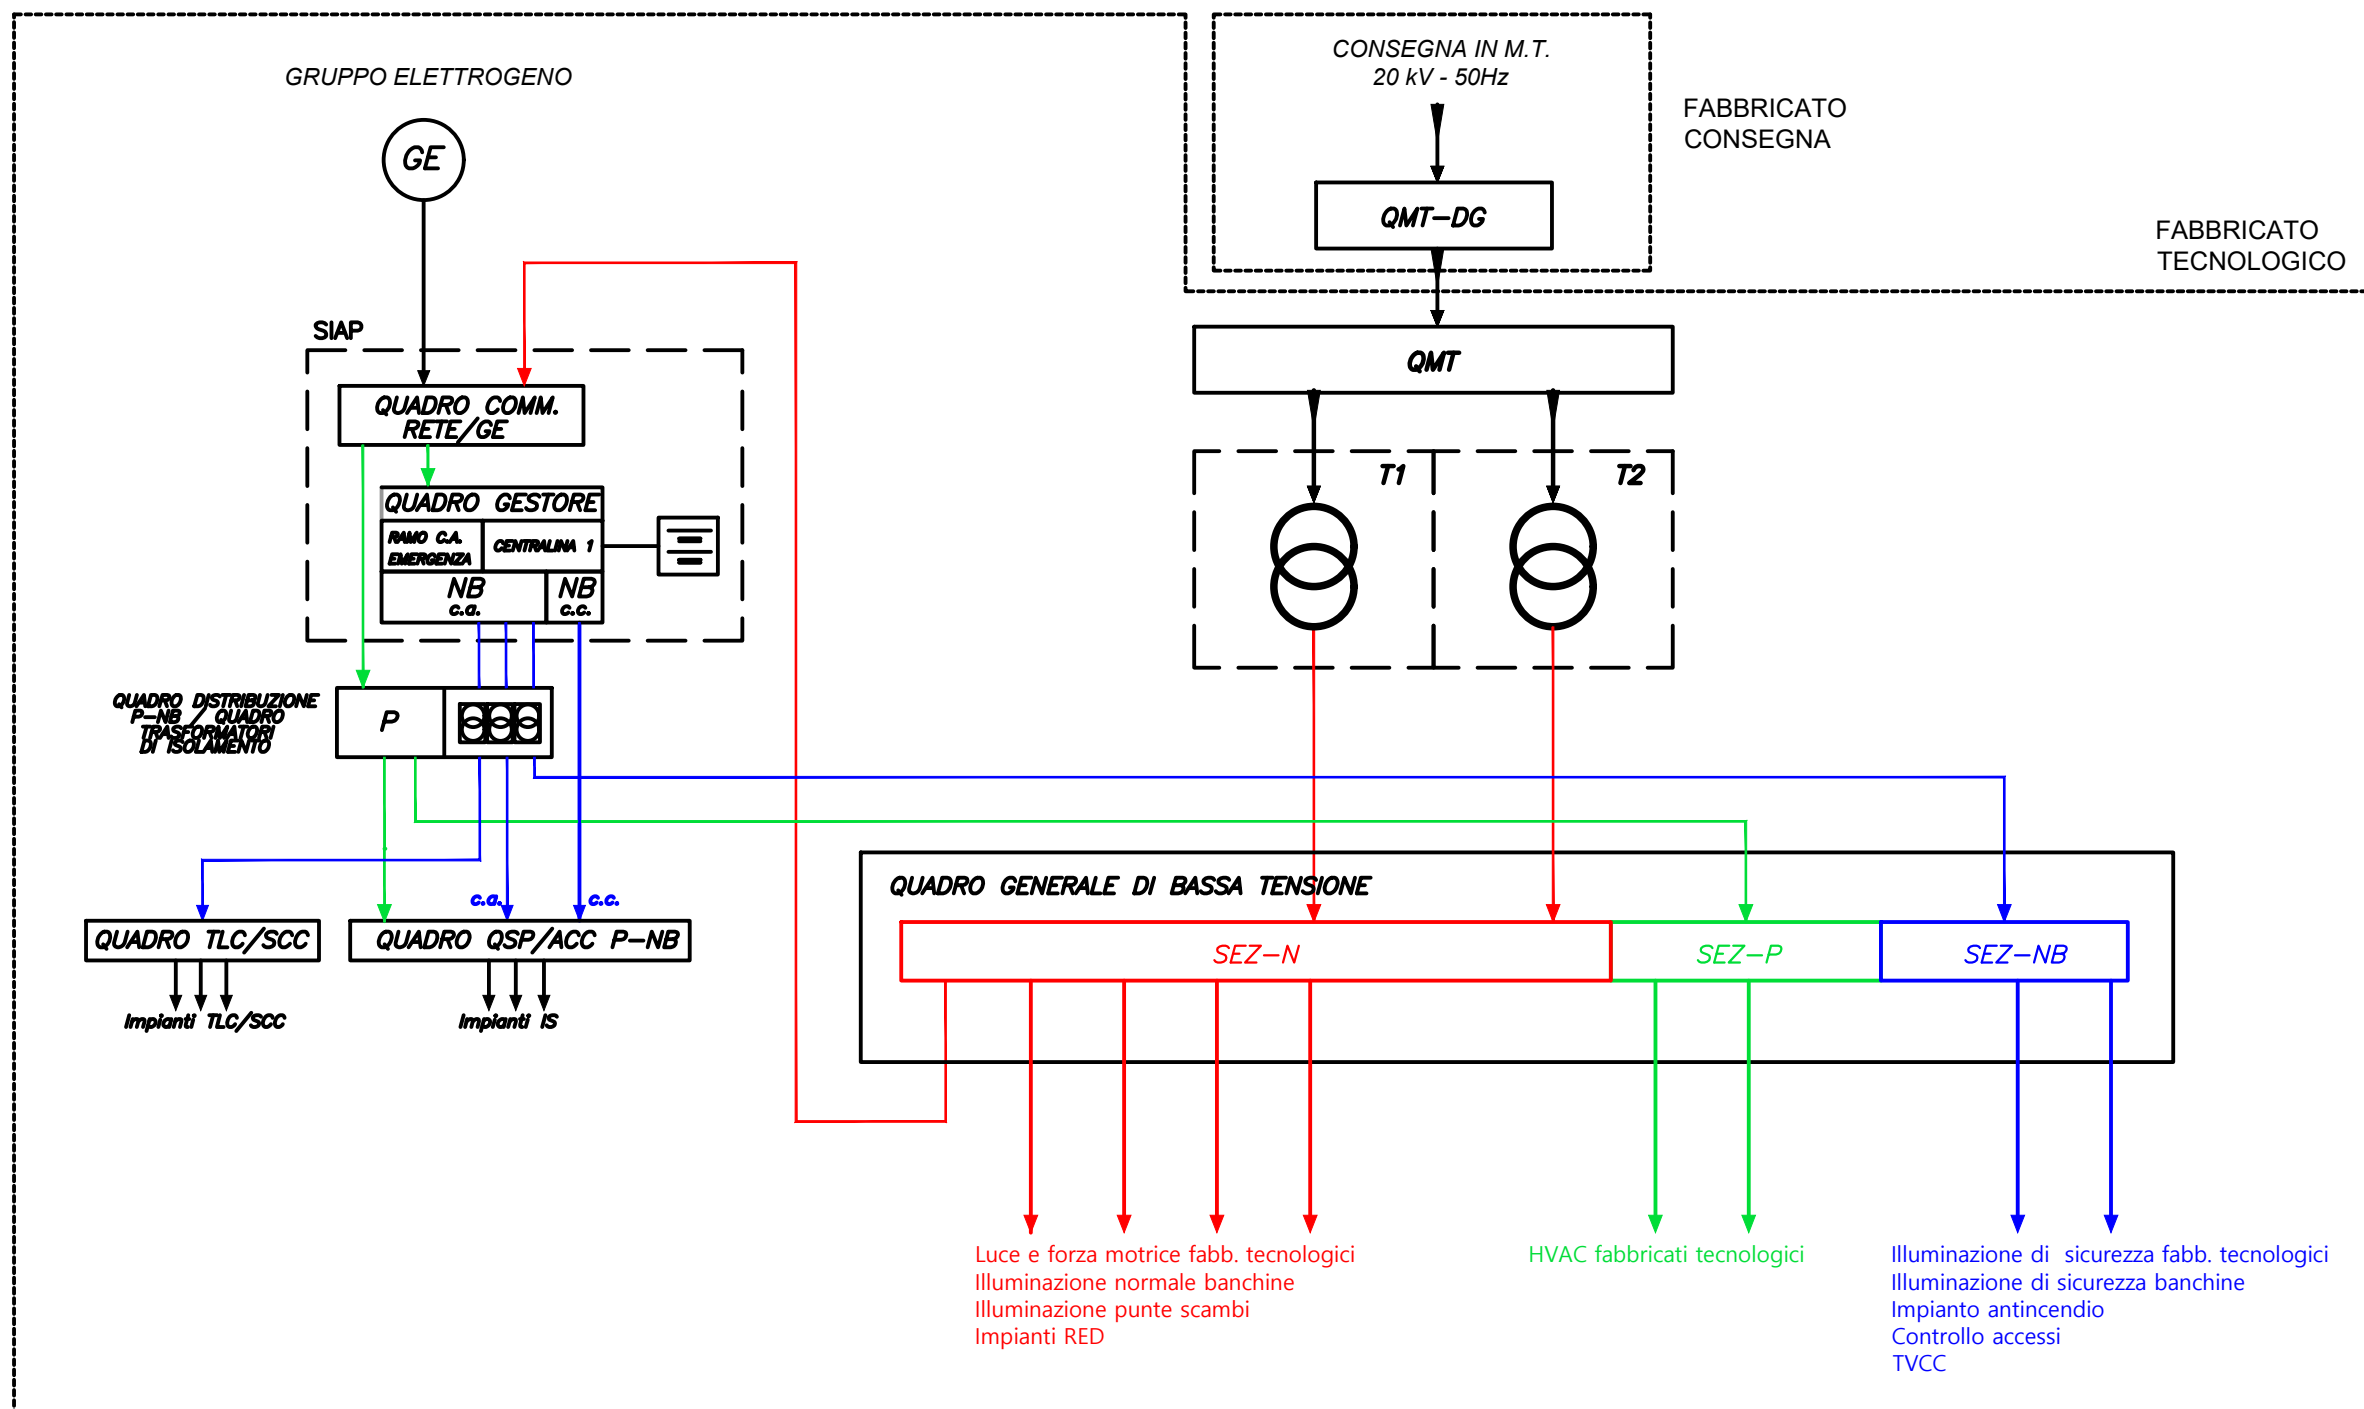 CONSEGNA IN M.T.
20 kV - 50Hz
GRUPPO ELETTROGENO
FABBRICATO
CONSEGNA
GE
QMT-DG
FABBRICATO
TECNOLOGICO
SIAP
QMT
QUADRO COMM.
RETE/GE
T1
T2
QUADRO GESTORE
RAMO C.A.
EMERGENZA
CENTRALINA 1
NB
c.a.
NB
c.c.
QUADRO DISTRIBUZIONE
P-NB / QUADRO
TRASFORMATORI
DI ISOLAMENTO
P
QUADRO GENERALE DI BASSA TENSIONE
c.a.
c.c.
QUADRO TLC/SCC
QUADRO QSP/ACC P-NB
SEZ-N
SEZ-P
SEZ-NB
Impianti TLC/SCC
Impianti IS
Luce e forza motrice fabb. tecnologici
Illuminazione normale banchine
Illuminazione punte scambi
Impianti RED
HVAC fabbricati tecnologici
Illuminazione di sicurezza fabb. tecnologici
Illuminazione di sicurezza banchine
Impianto antincendio
Controllo accessi
TVCC